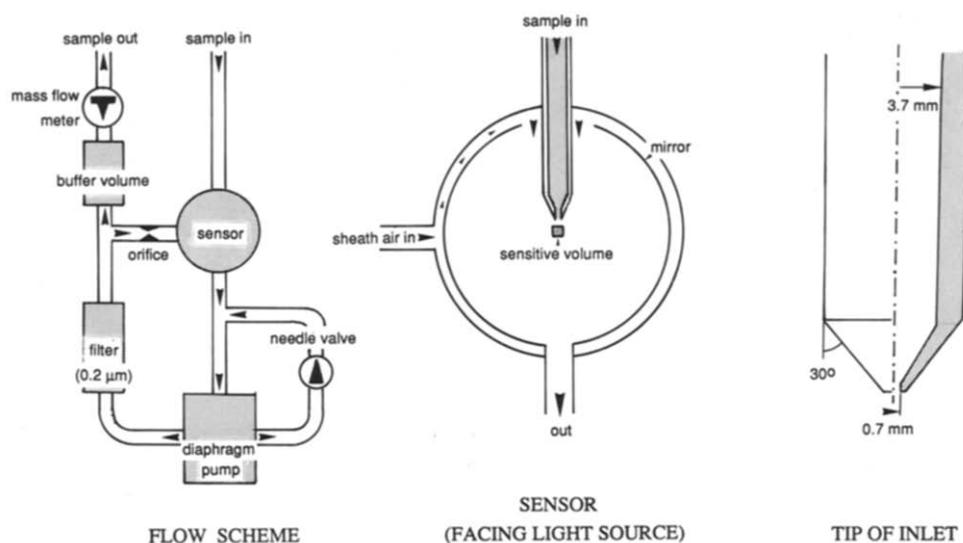 sample out
sample in
mass flow
meter
buffer volume
sensor
orifice
filter
(0.2 μm)
needle valve
diaphragm
pump
FLOW SCHEME
sample in
mirror
sheath air in
sensitive volume
out
SENSOR
(FACING LIGHT SOURCE)
3.7 mm
30º
0.7 mm
TIP OF INLET